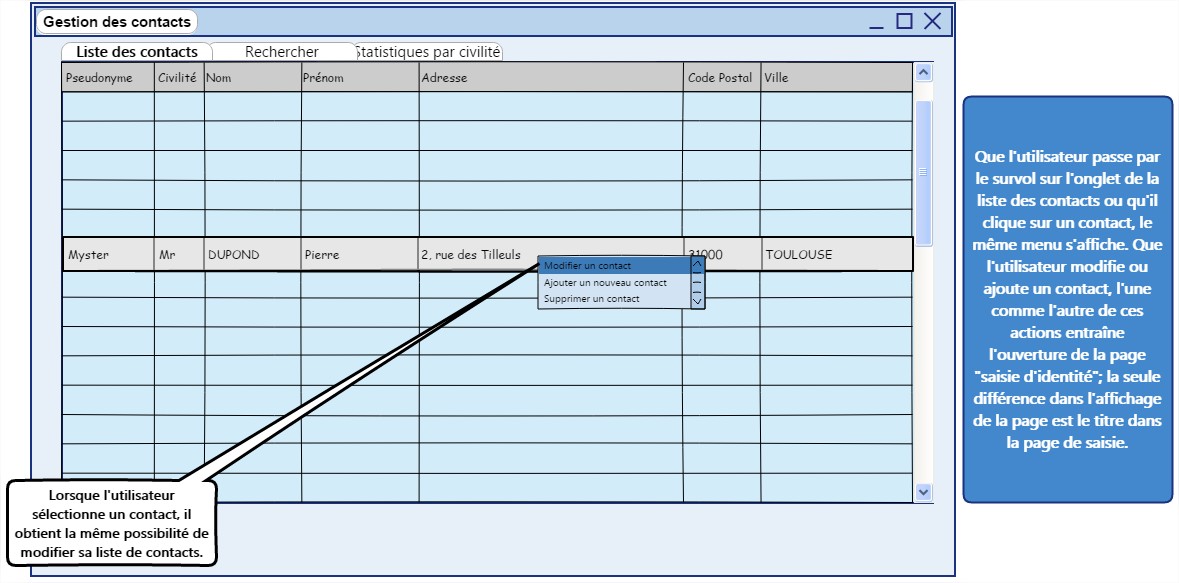 Gestion des contacts
Liste des contacts
Rechercher
Statistiques par civilité
Pseudonyme Civilité Nom Prénom Adresse Code Postal Ville
Myster Mr DUPOND Pierre 2, rue des Tilleuls 31000 TOULOUSE
Modifier un contact
Ajouter un nouveau contact
Supprimer un contact
Lorsque l'utilisateur
sélectionne un contact, il
obtient la même possibilité de
modifier sa liste de contacts.
Que l'utilisateur passe par
le survol sur l'onglet de la
liste des contacts ou qu'il
clique sur un contact, le
même menu s'affiche. Que
l'utilisateur modifie ou
ajoute un contact, l'une
comme l'autre de ces
actions entraîne
l'ouverture de la page
"saisie d'identité"; la seule
différence dans l'affichage
de la page est le titre dans
la page de saisie.